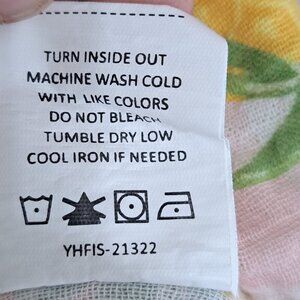 TURN INSIDE OUT
MACHINE WASH COLD
WITH LIKE COLORS
DO NOT BLEACH
TUMBLE DRY LOW
COOL IRON IF NEEDED
YHFIS-21322